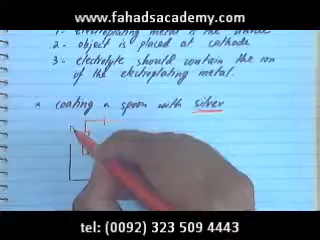 www.fahadsacademy.com
1 - electroplating metal is the anode
2 - object is placed at cathode
3 - electrolyte should contain the ion
of the electroplating metal.
x coating a spoon with silver
tel: (0092) 323 509 4443